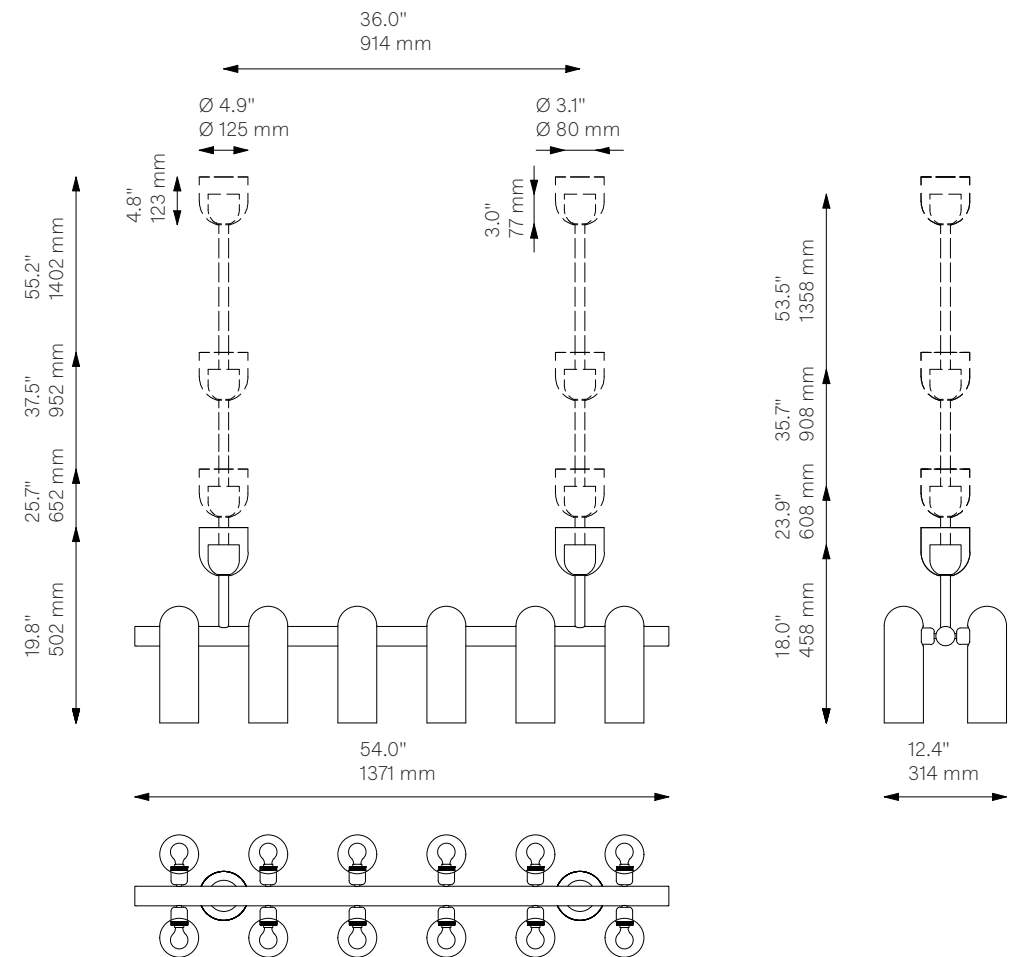 36.0"
914 mm
Ø 4.9"
Ø 125 mm
Ø 3.1"
Ø 80 mm
4.8"
123 mm
3.0"
77 mm
55.2"
1402 mm
37.5"
952 mm
25.7"
652 mm
19.8"
502 mm
53.5"
1358 mm
35.7"
908 mm
23.9"
608 mm
18.0"
458 mm
54.0"
1371 mm
12.4"
314 mm